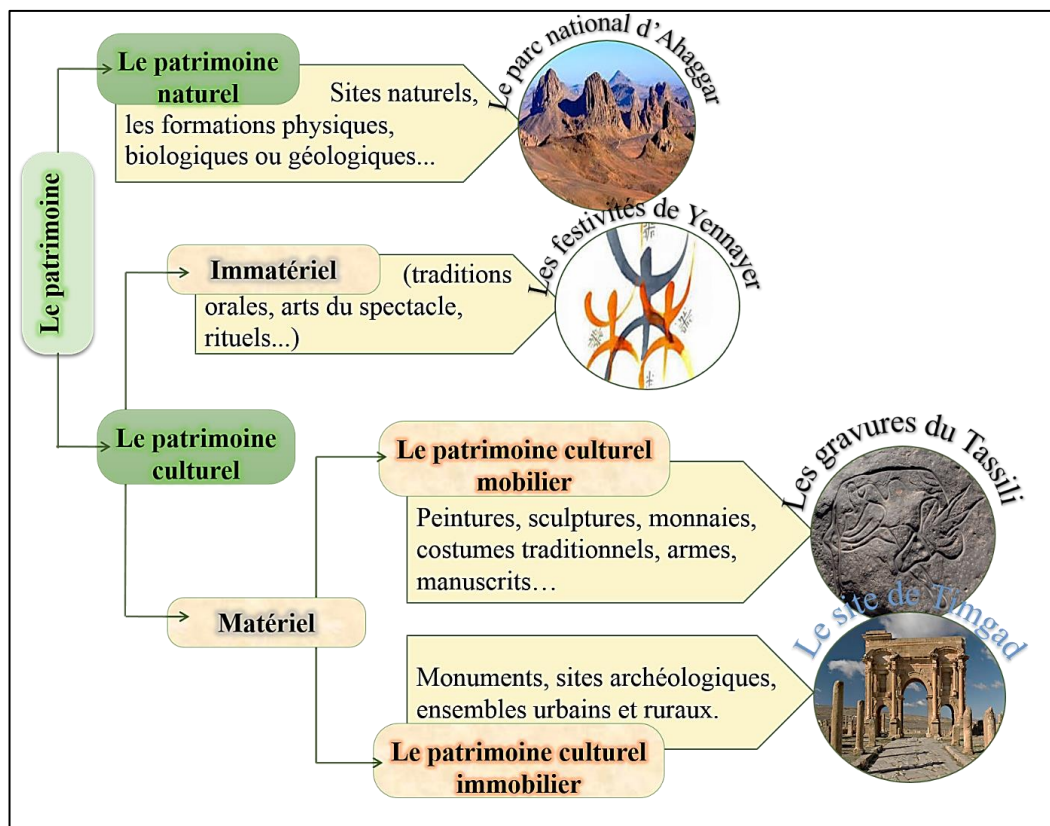 Le patrimoine
Le patrimoine
naturel
Sites naturels,
les formations physiques,
biologiques ou géologiques...
Le parc national d’Ahaggar
Immatériel
(traditions
orales, arts du spectacle,
rituels...)
Les festivités de Yennayer
Le patrimoine
culturel
Le patrimoine culturel
mobilier
Peintures, sculptures, monnaies,
costumes traditionnels, armes,
manuscrits…
Les gravures du Tassili
Matériel
Le site de Timgad
Monuments, sites archéologiques,
ensembles urbains et ruraux.
Le patrimoine culturel
immobilier